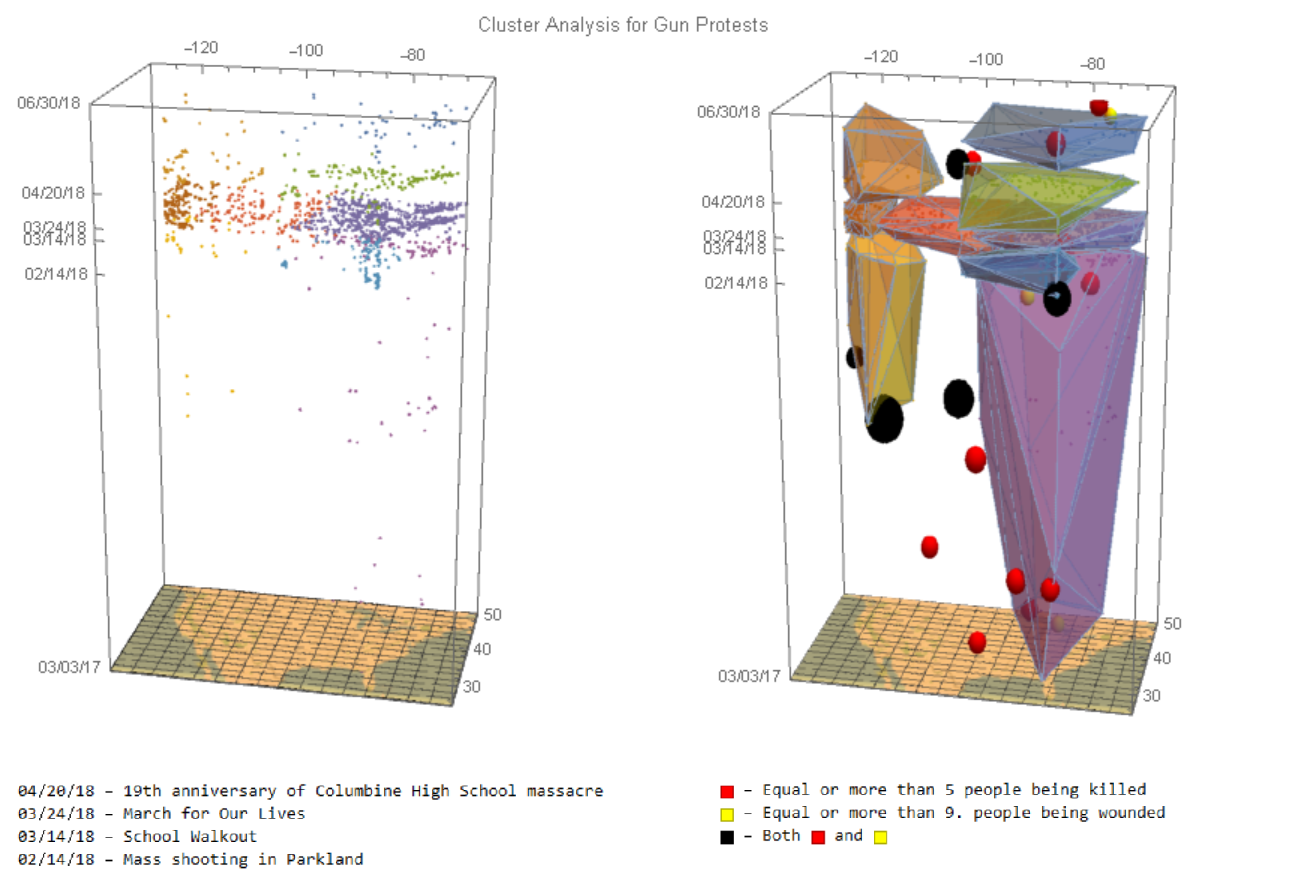 Cluster Analysis for Gun Protests
-120 -100 -80
06/30/18
04/20/18
03/24/18
03/14/18
02/14/18
03/03/17
50
40
30
-120 -100 -80
06/30/18
04/20/18
03/24/18
03/14/18
02/14/18
03/03/17
50
40
30
04/20/18 – 19th anniversary of Columbine High School massacre
03/24/18 – March for Our Lives
03/14/18 – School Walkout
02/14/18 – Mass shooting in Parkland
– Equal or more than 5 people being killed
– Equal or more than 9. people being wounded
– Both and